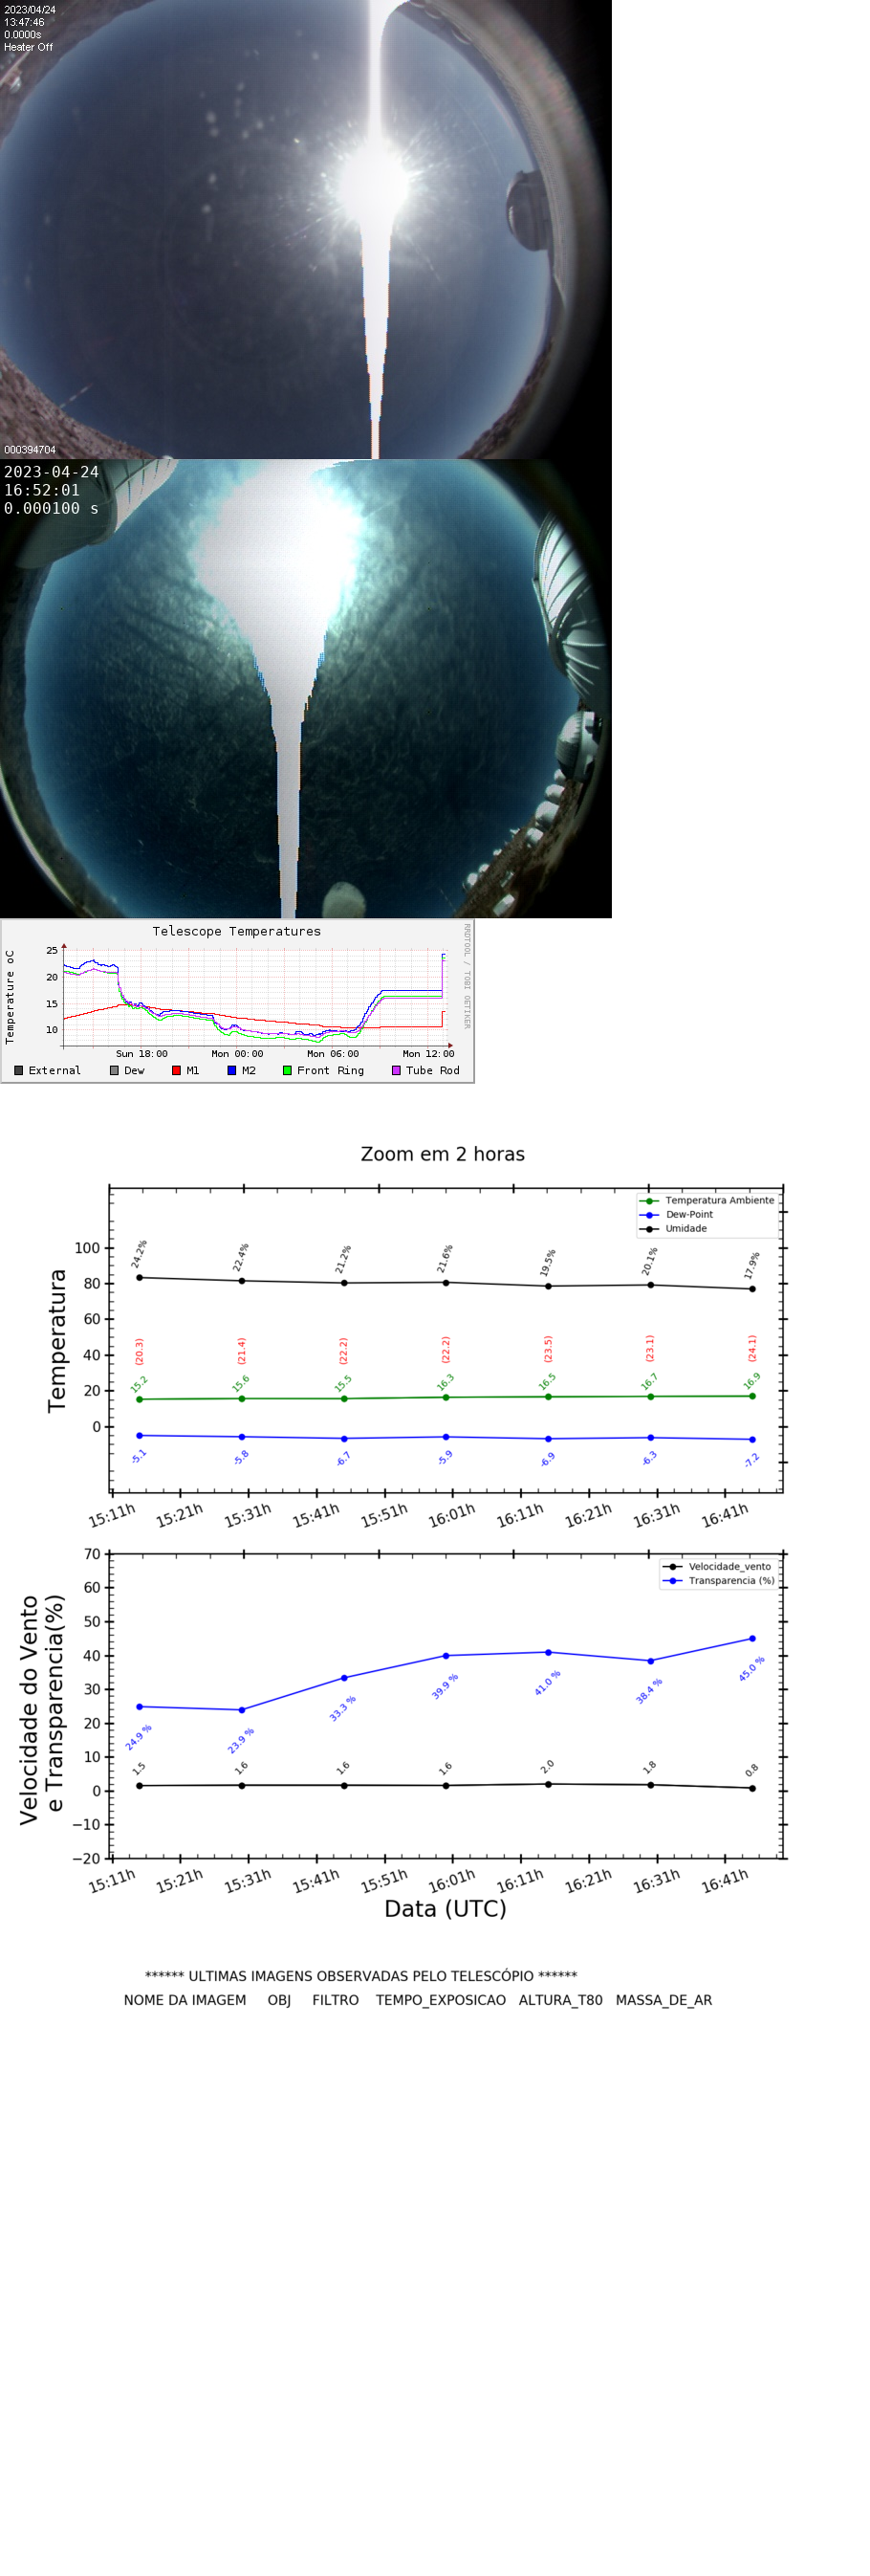 2023/04/24
13:47:46
0.0000s
Heater Off
000394704
2023-04-24
16:52:01
0.000100 s
Telescope Temperatures
RRDTOOL / TOBI OETIKER
Temperature oC
25
20
15
10
Sun 18:00 Mon 00:00 Mon 06:00 Mon 12:00
External Dew M1 M2 Front Ring Tube Rod
Zoom em 2 horas
Temperatura Ambiente
Dew-Point
Umidade
Temperatura
100
80
60
40
20
0
24.2% 22.4% 21.2% 21.6% 19.5% 20.1% 17.9%
(20.3) (21.4) (22.2) (22.2) (23.5) (23.1) (24.1)
15.2 15.6 15.5 16.3 16.5 16.7 16.9
-5.1 -5.8 -6.7 -5.9 -6.9 -6.3 -7.2
15:11h 15:21h 15:31h 15:41h 15:51h 16:01h 16:11h 16:21h 16:31h 16:41h
Velocidade_vento
Transparencia (%)
Velocidade do Vento
e Transparencia(%)
70
60
50
40
30
20
10
0
−10
−20
24.9 % 23.9 % 33.3 % 39.9 % 41.0 % 38.4 % 45.0 %
1.5 1.6 1.6 1.6 2.0 1.8 0.8
15:11h 15:21h 15:31h 15:41h 15:51h 16:01h 16:11h 16:21h 16:31h 16:41h
Data (UTC)
****** ULTIMAS IMAGENS OBSERVADAS PELO TELESCÓPIO ******
NOME DA IMAGEM OBJ FILTRO TEMPO_EXPOSICAO ALTURA_T80 MASSA_DE_AR